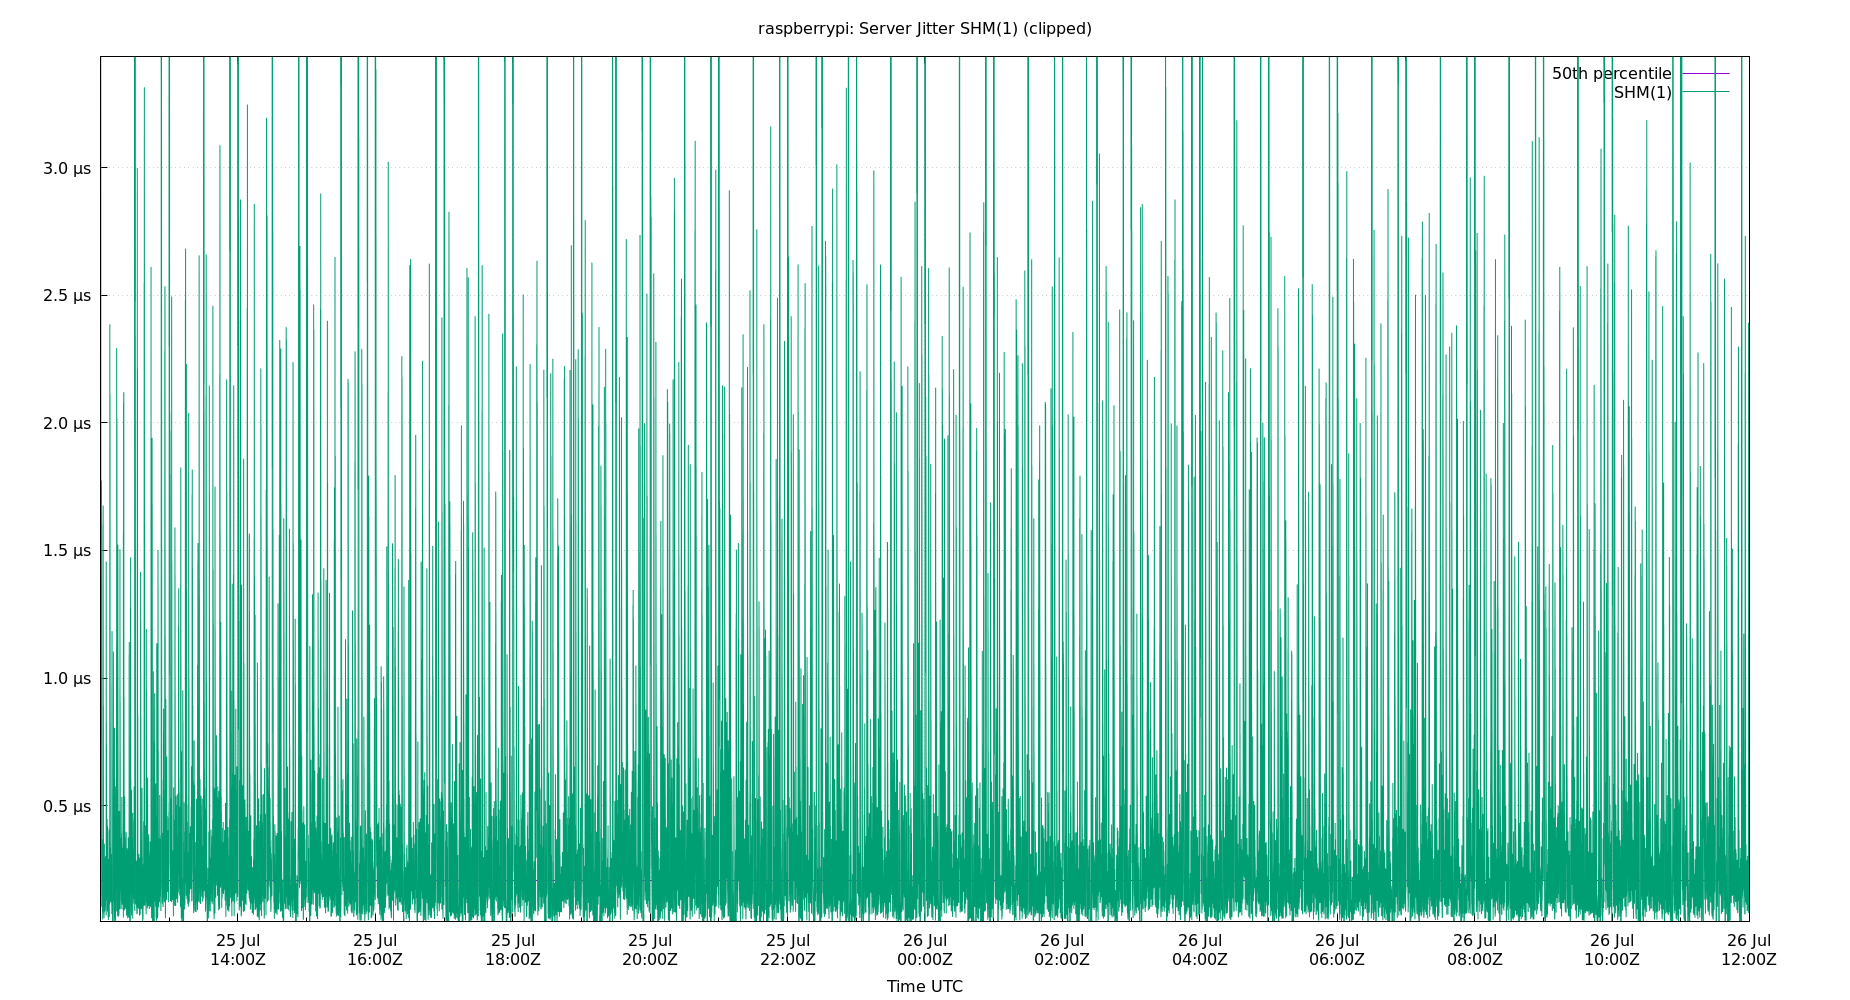 raspberrypi: Server Jitter SHM(1) (clipped)
50th percentile
SHM(1)
3.0 µs
2.5 µs
2.0 µs
1.5 µs
1.0 µs
0.5 µs
25 Jul 25 Jul 25 Jul 25 Jul 25 Jul 26 Jul 26 Jul 26 Jul 26 Jul 26 Jul 26 Jul 26 Jul
14:00Z 16:00Z 18:00Z 20:00Z 22:00Z 00:00Z 02:00Z 04:00Z 06:00Z 08:00Z 10:00Z 12:00Z
Time UTC